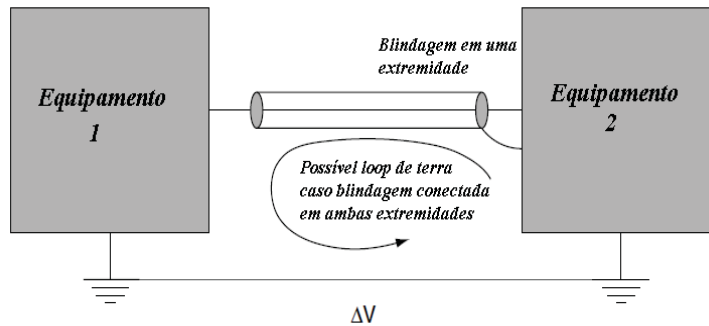 Blindagem em uma
extremidade
Equipamento
1
Equipamento
2
Possível loop de terra
caso blindagem conectada
em ambas extremidades
ΔV